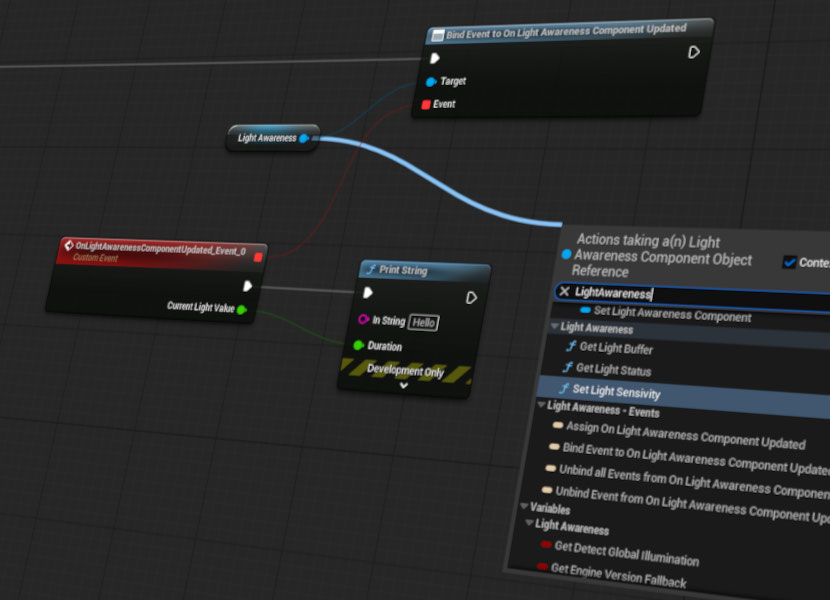 Bind Event to On Light Awareness Component Updated
Target
Event
Light Awareness
OnLightAwarenessComponentUpdated_Event_0
Custom Event
Current Light Value
Print String
In String Hello
Duration
Development Only
Actions taking a(n) Light
Awareness Component Object
Reference
Conte
LightAwareness
Set Light Awareness Component
Light Awareness
Get Light Buffer
Get Light Status
Set Light Sensivity
Light Awareness - Events
Assign On Light Awareness Component Updated
Bind Event to On Light Awareness Component Update
Unbind all Events from On Light Awareness Componen
Unbind Event from On Light Awareness Component Up
Variables
Light Awareness
Get Detect Global Illumination
Get Engine Version Fallback